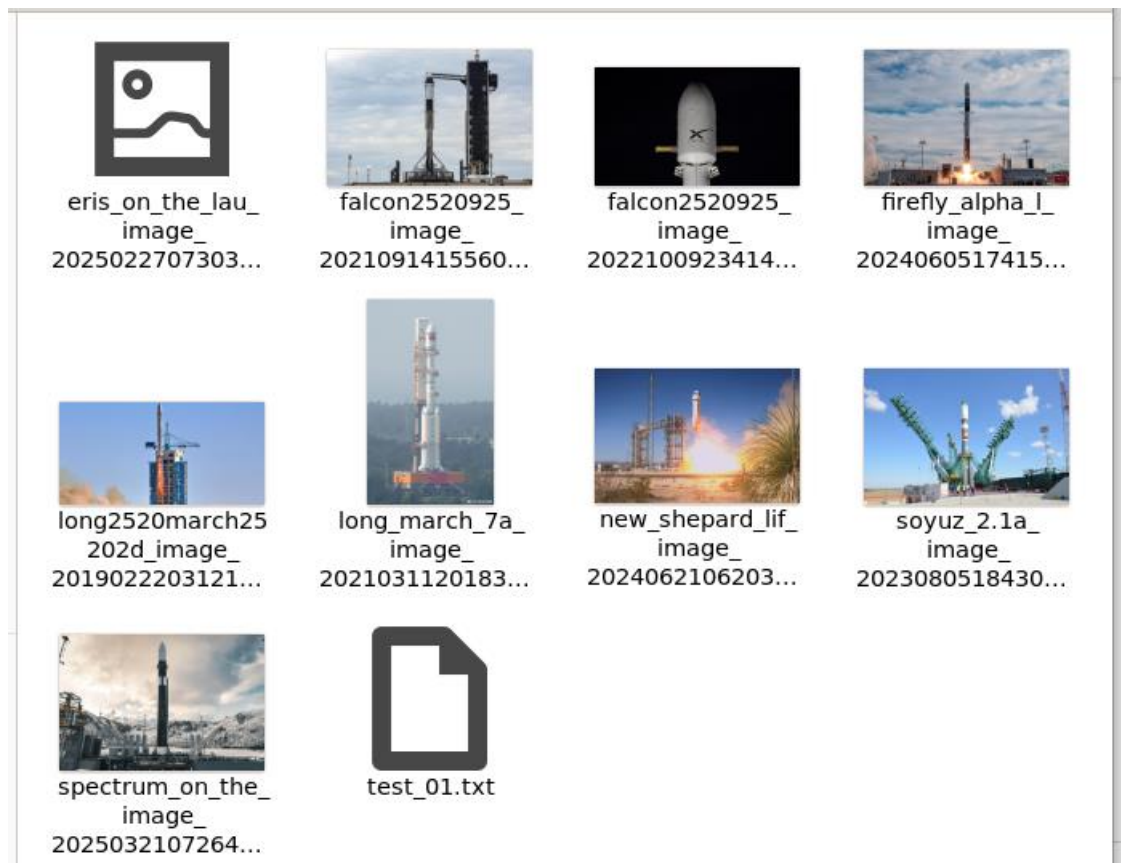 eris_on_the_lau_
image_
2025022707303...
falcon2520925_
image_
2021091415560...
falcon2520925_
image_
2022100923414...
firefly_alpha_l_
image_
2024060517415...
long2520march25
202d_image_
2019022203121...
long_march_7a_
image_
2021031120183...
new_shepard_lif_
image_
2024062106203...
soyuz_2.1a_
image_
2023080518430...
spectrum_on_the_
image_
2025032107264...
test_01.txt